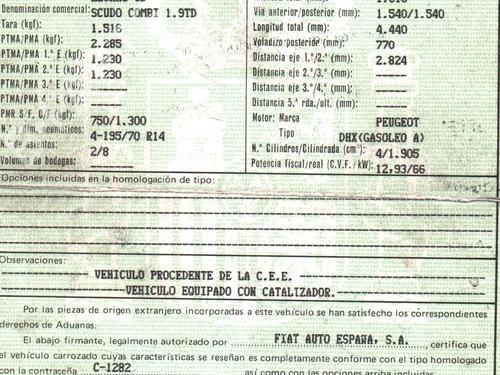 Denominación comercial: SCUDO COMBI 1.9TD
Tara (kgf): 1.516
PTMA/PMA (kgf): 2.285
PTMA/PMA 1.º E (kgf): 1.230
PTMA/PMA 2.º E (kgf): 1.230
PTMA/PMA 3.º E (kgf): -----
PTMA/PMA 4.º E (kgf): -----
PMR S/F, C/F (kgf): 750/1.300
N.º y dim. neumáticos: 4-195/70 R14
N.º de asientos: 2/8
Volumen de bodegas: ------
Vía anterior/posterior (mm): 1.540/1.540
Longitud total (mm): 4.440
Voladizo posterior (mm): 770
Distancia eje 1.º/2.º (mm): 2.824
Distancia eje 2.º/3.º (mm): -----
Distancia eje 3.º/4.º (mm): -----
Distancia 5.ª rda./olt. (mm): -----
Motor: Marca PEUGEOT
Tipo DHX(GASOLEO A)
N.º Cilindros/Cilindrada (cm³): 4/1.905
Potencia fiscal/real (C.V.F./kW): 12,93/66
Opciones incluidas en la homologación de tipo:
Observaciones:
VEHICULO PROCEDENTE DE LA C.E.E.
VEHICULO EQUIPADO CON CATALIZADOR.
Por las piezas de origen extranjero incorporadas a este vehículo se han satisfecho los correspondientes
derechos de Aduanas.
El abajo firmante, legalmente autorizado por FIAT AUTO ESPAÑA, S.A., certifica que
el vehículo carrozado cuyas características se reseñan es completamente conforme con el tipo homologado
con la contraseña C-1282 así como con las opciones arriba incluidas